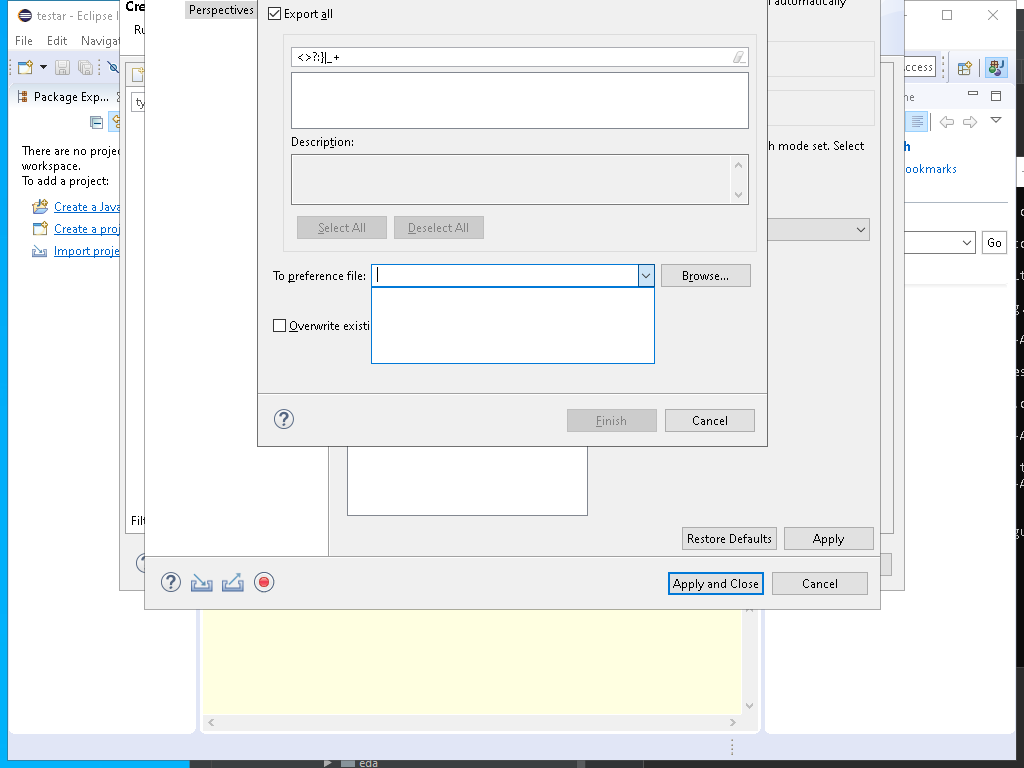 testar - Eclipse I
File Edit Navigat
Package Exp...
There are no projec
workspace.
To add a project:
Create a Java
Create a proj
Import proje
Cre
Ru
ty
Filt
Perspectives
Export all
<>?:}|_+
Description:
Select All
Deselect All
To preference file:
Browse...
Overwrite existi
Finish
Cancel
automatically
h mode set. Select
Restore Defaults
Apply
Apply and Close
Cancel
ccess
ne
h
ookmarks
Go
eda